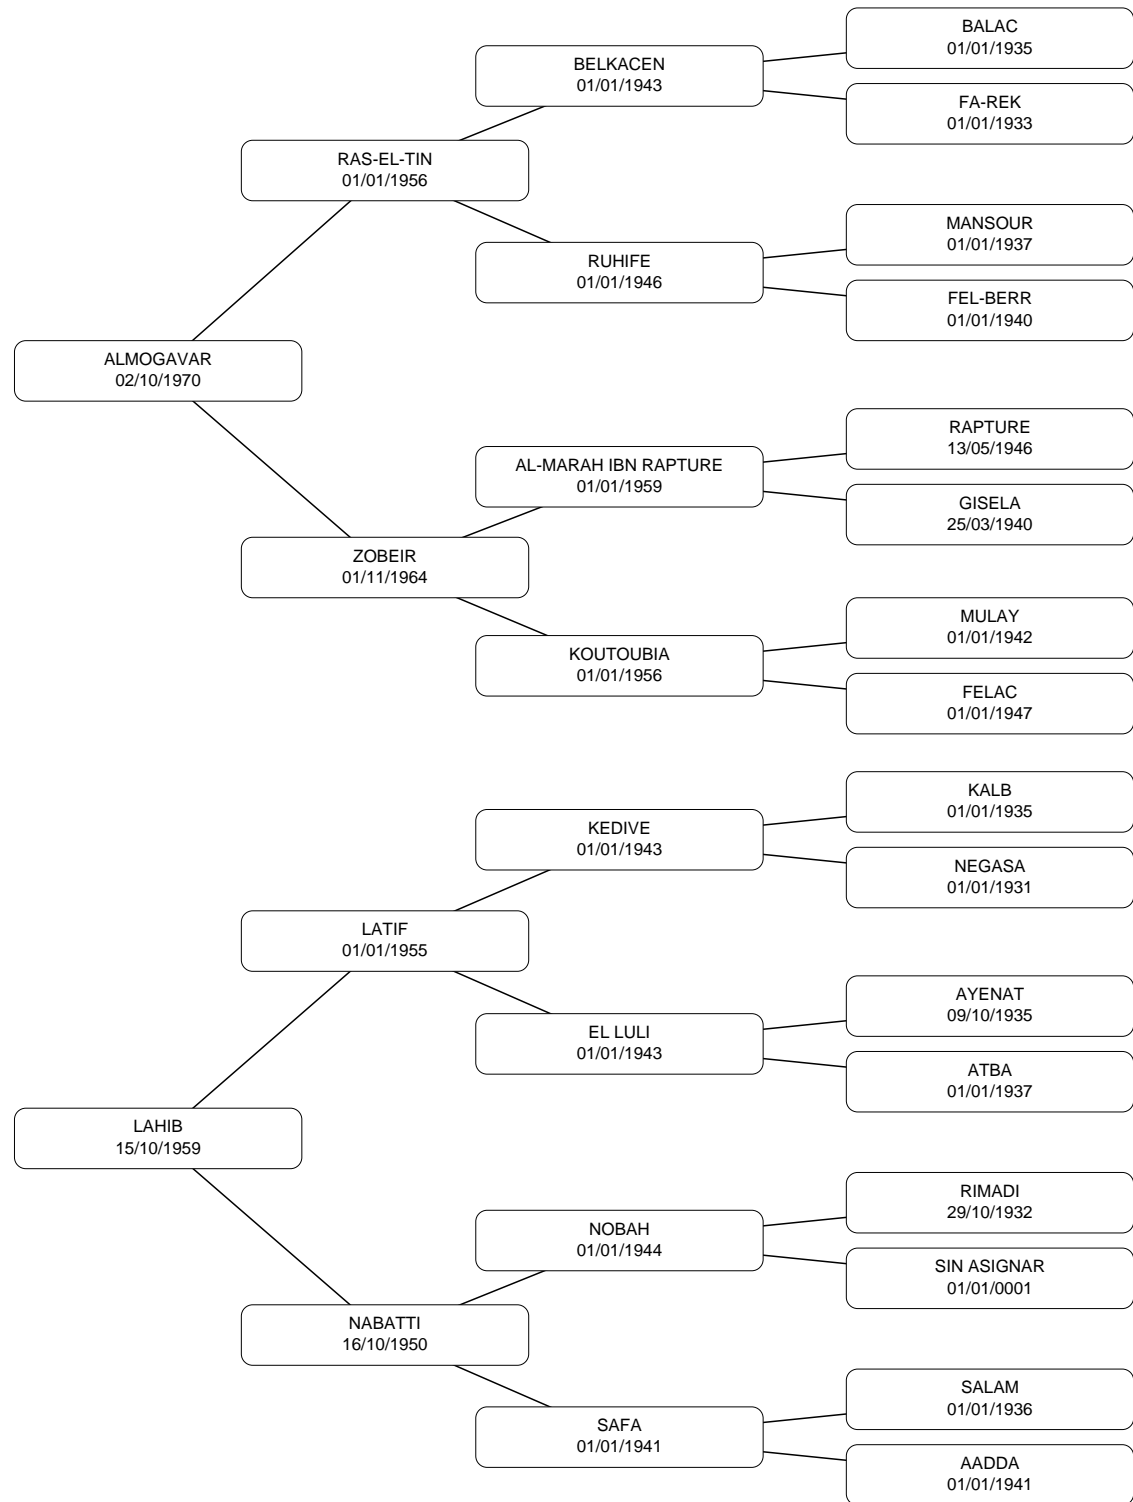 BALAC
01/01/1935
BELKACEN
01/01/1943
FA-REK
01/01/1933
RAS-EL-TIN
01/01/1956
MANSOUR
01/01/1937
RUHIFE
01/01/1946
FEL-BERR
01/01/1940
ALMOGAVAR
02/10/1970
RAPTURE
13/05/1946
AL-MARAH IBN RAPTURE
01/01/1959
GISELA
25/03/1940
ZOBEIR
01/11/1964
MULAY
01/01/1942
KOUTOUBIA
01/01/1956
FELAC
01/01/1947
KALB
01/01/1935
KEDIVE
01/01/1943
NEGASA
01/01/1931
LATIF
01/01/1955
AYENAT
09/10/1935
EL LULI
01/01/1943
ATBA
01/01/1937
LAHIB
15/10/1959
RIMADI
29/10/1932
NOBAH
01/01/1944
SIN ASIGNAR
01/01/0001
NABATTI
16/10/1950
SALAM
01/01/1936
SAFA
01/01/1941
AADDA
01/01/1941